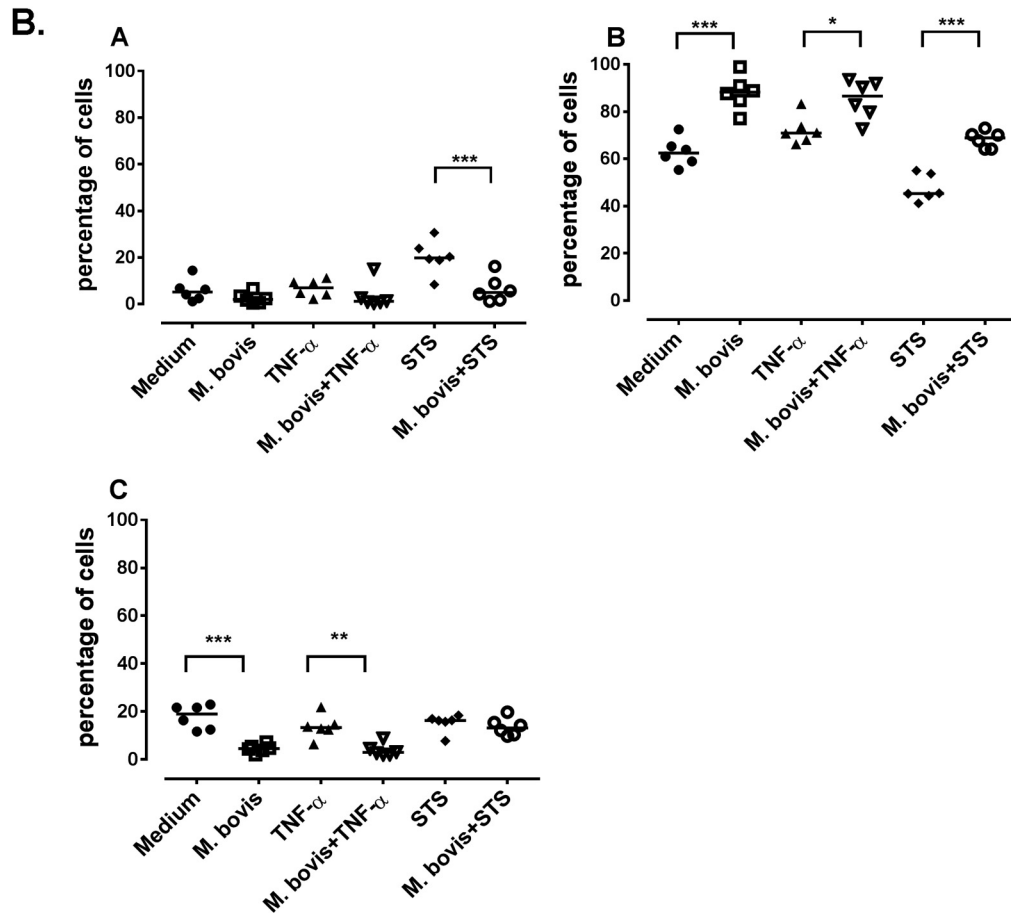 B.
A
percentage of cells
100
80
60
40
20
0
***
Medium
M. bovis
TNF-α
M. bovis+TNF-α
STS
M. bovis+STS
B
percentage of cells
100
80
60
40
20
0
***
*
***
Medium
M. bovis
TNF-α
M. bovis+TNF-α
STS
M. bovis+STS
C
percentage of cells
100
80
60
40
20
0
***
**
Medium
M. bovis
TNF-α
M. bovis+TNF-α
STS
M. bovis+STS